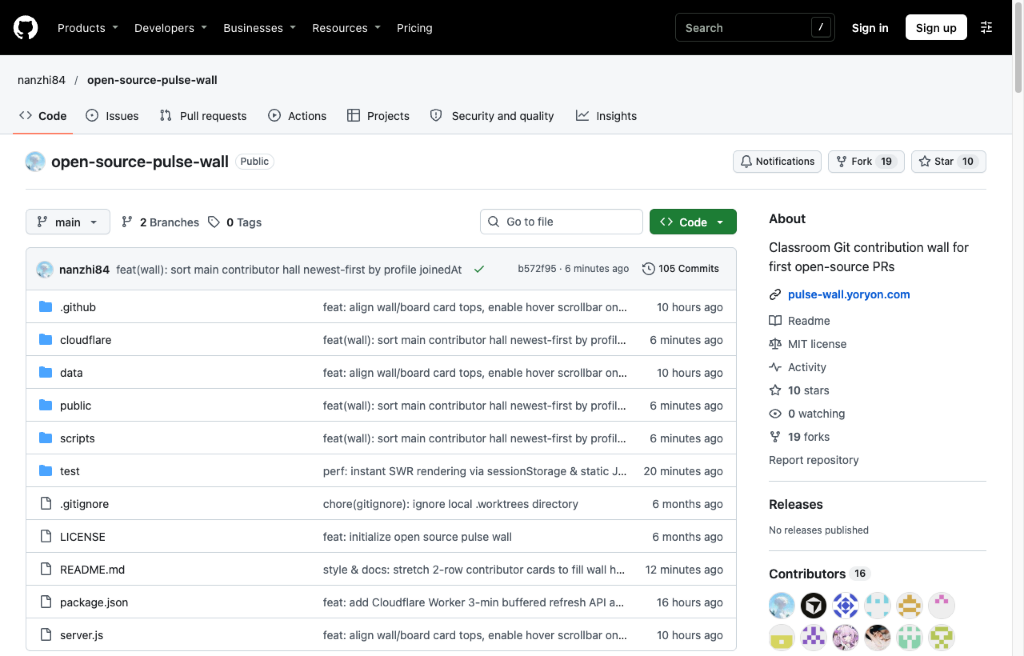 Products Developers Businesses Resources Pricing Search / Sign in Sign up
nanzhi84 / open-source-pulse-wall
Code Issues Pull requests Actions Projects Security and quality Insights
open-source-pulse-wall Public Notifications Fork 19 Star 10
main 2 Branches 0 Tags Go to file Code
nanzhi84 feat(wall): sort main contributor hall newest-first by profile joinedAt b572f95 · 6 minutes ago 105 Commits
.github feat: align wall/board card tops, enable hover scrollbar on... 10 hours ago
cloudflare feat(wall): sort main contributor hall newest-first by profil... 6 minutes ago
data feat: align wall/board card tops, enable hover scrollbar on... 10 hours ago
public feat(wall): sort main contributor hall newest-first by profil... 6 minutes ago
scripts feat(wall): sort main contributor hall newest-first by profil... 6 minutes ago
test perf: instant SWR rendering via sessionStorage & static J... 20 minutes ago
.gitignore chore(gitignore): ignore local .worktrees directory 6 months ago
LICENSE feat: initialize open source pulse wall 6 months ago
README.md style & docs: stretch 2-row contributor cards to fill wall h... 12 minutes ago
package.json feat: add Cloudflare Worker 3-min buffered refresh API a... 16 hours ago
server.js feat: align wall/board card tops, enable hover scrollbar on... 10 hours ago
About
Classroom Git contribution wall for
first open-source PRs
pulse-wall.yoryon.com
Readme
MIT license
Activity
10 stars
0 watching
19 forks
Report repository
Releases
No releases published
Contributors 16